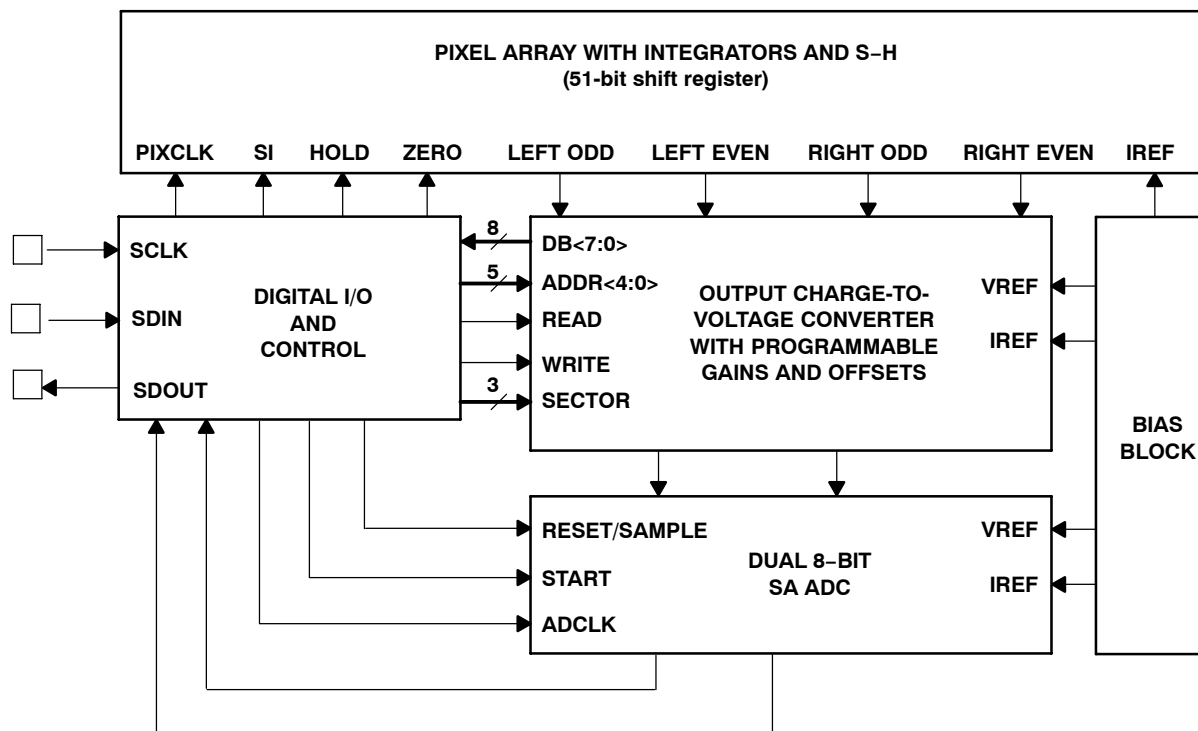 PIXEL ARRAY WITH INTEGRATORS AND S−H
(51-bit shift register)
PIXCLK SI HOLD ZERO LEFT ODD LEFT EVEN RIGHT ODD RIGHT EVEN IREF
SCLK
SDIN
SDOUT
DIGITAL I/O
AND
CONTROL
8
5
3
DB<7:0>
ADDR<4:0>
READ
WRITE
SECTOR
OUTPUT CHARGE-TO-
VOLTAGE CONVERTER
WITH PROGRAMMABLE
GAINS AND OFFSETS
VREF
IREF
BIAS
BLOCK
RESET/SAMPLE
START
ADCLK
DUAL 8−BIT
SA ADC
VREF
IREF